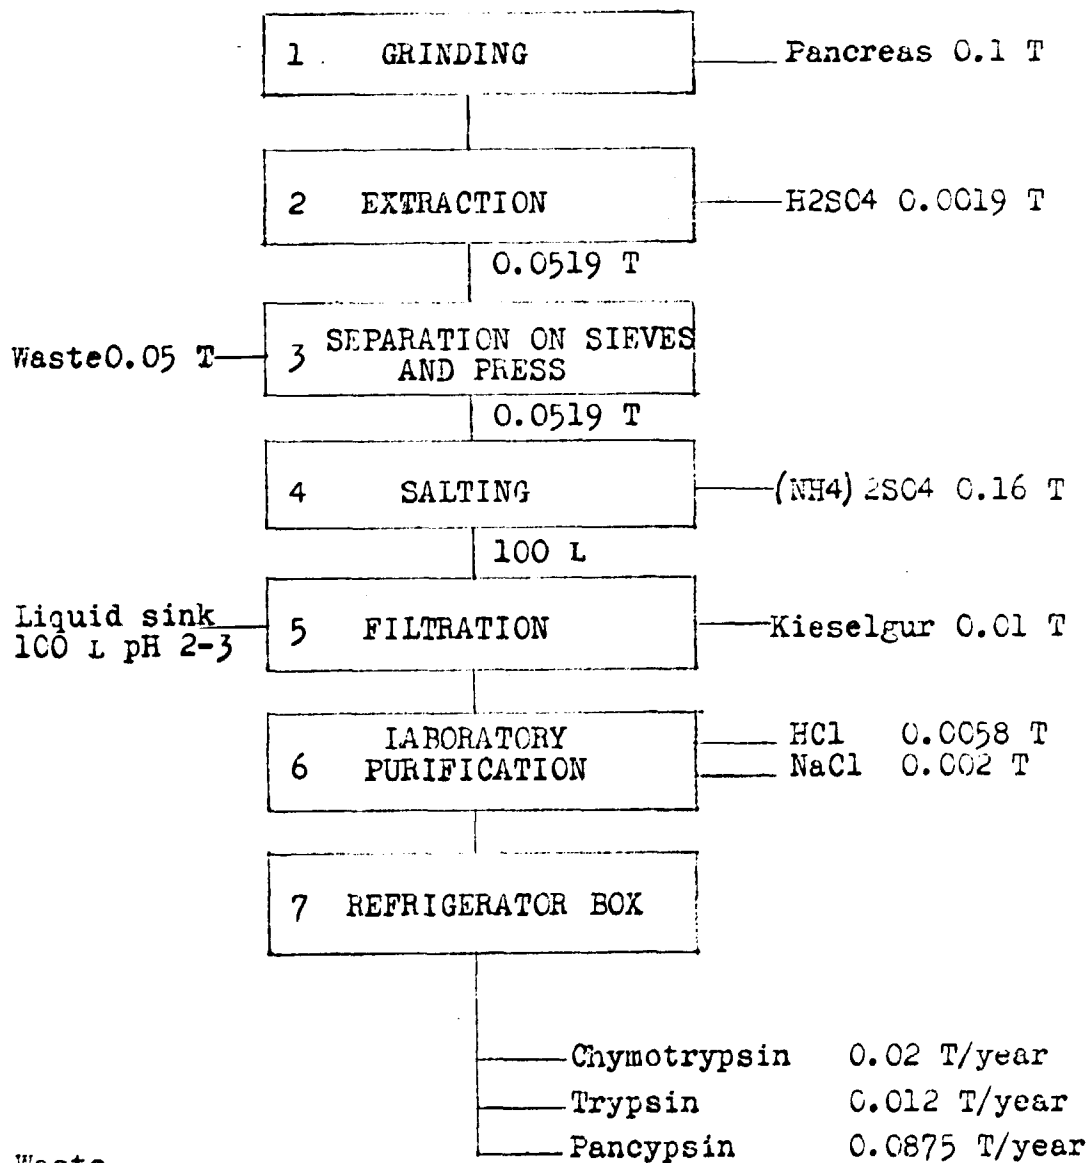 1 GRINDING
Pancreas 0.1 T
2 EXTRACTION
H2SO4 0.0019 T
0.0519 T
Waste0.05 T
3 SEPARATION ON SIEVES
AND PRESS
0.0519 T
4 SALTING
(NH4) 2SO4 0.16 T
100 L
Liquid sink
100 L pH 2-3
5 FILTRATION
Kieselgur 0.01 T
6 LABORATORY
PURIFICATION
HCl 0.0058 T
NaCl 0.002 T
7 REFRIGERATOR BOX
Chymotrypsin 0.02 T/year
Trypsin 0.012 T/year
Pancypsin 0.0875 T/year
Waste